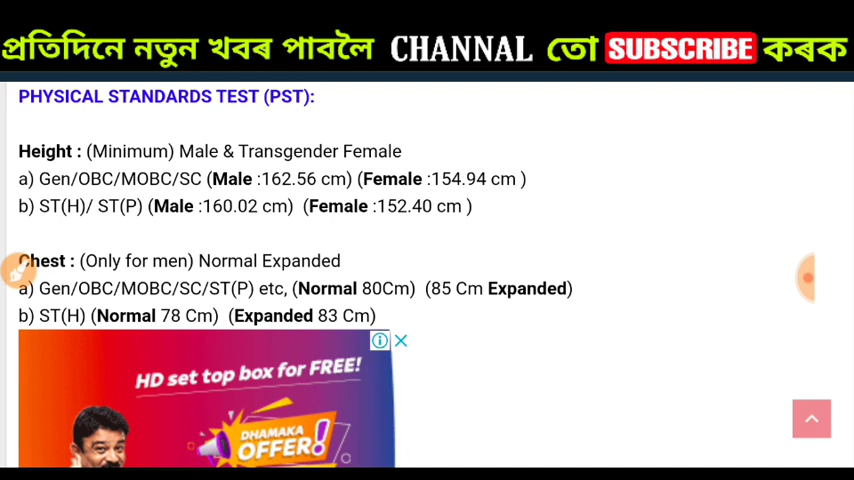 প্ৰতিদিনে নতুন খবৰ পাবলৈ CHANNAL তো SUBSCRIBE কৰক
PHYSICAL STANDARDS TEST (PST):
Height : (Minimum) Male & Transgender Female
a) Gen/OBC/MOBC/SC (Male :162.56 cm) (Female :154.94 cm )
b) ST(H)/ ST(P) (Male :160.02 cm) (Female :152.40 cm )
Chest : (Only for men) Normal Expanded
a) Gen/OBC/MOBC/SC/ST(P) etc, (Normal 80Cm) (85 Cm Expanded)
b) ST(H) (Normal 78 Cm) (Expanded 83 Cm)
HD set top box for FREE!
DHAMAKA
OFFER!